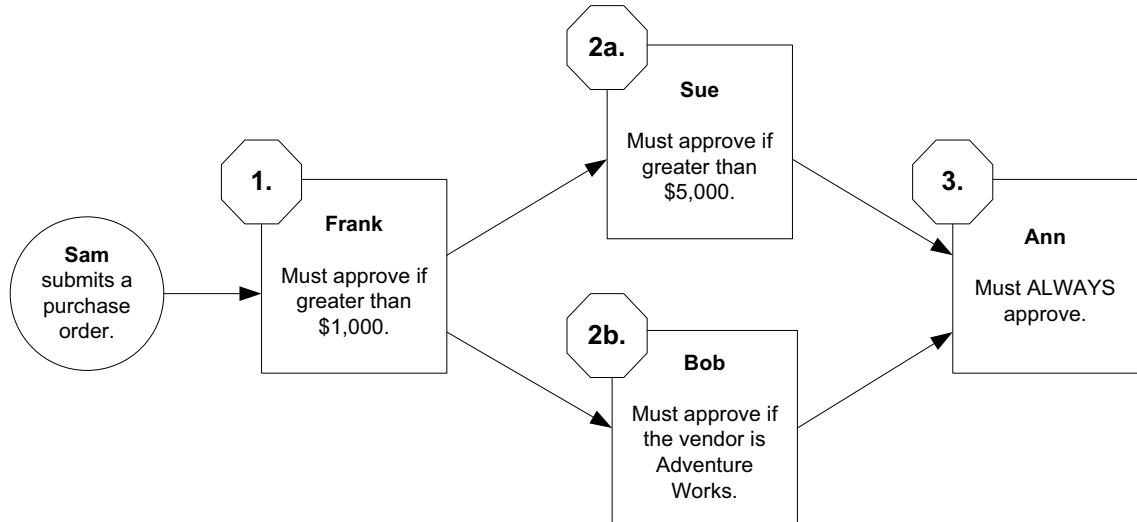 Sam
submits a
purchase
order.
1.
Frank
Must approve if
greater than
$1,000.
2a.
Sue
Must approve if
greater than
$5,000.
2b.
Bob
Must approve if
the vendor is
Adventure
Works.
3.
Ann
Must ALWAYS
approve.